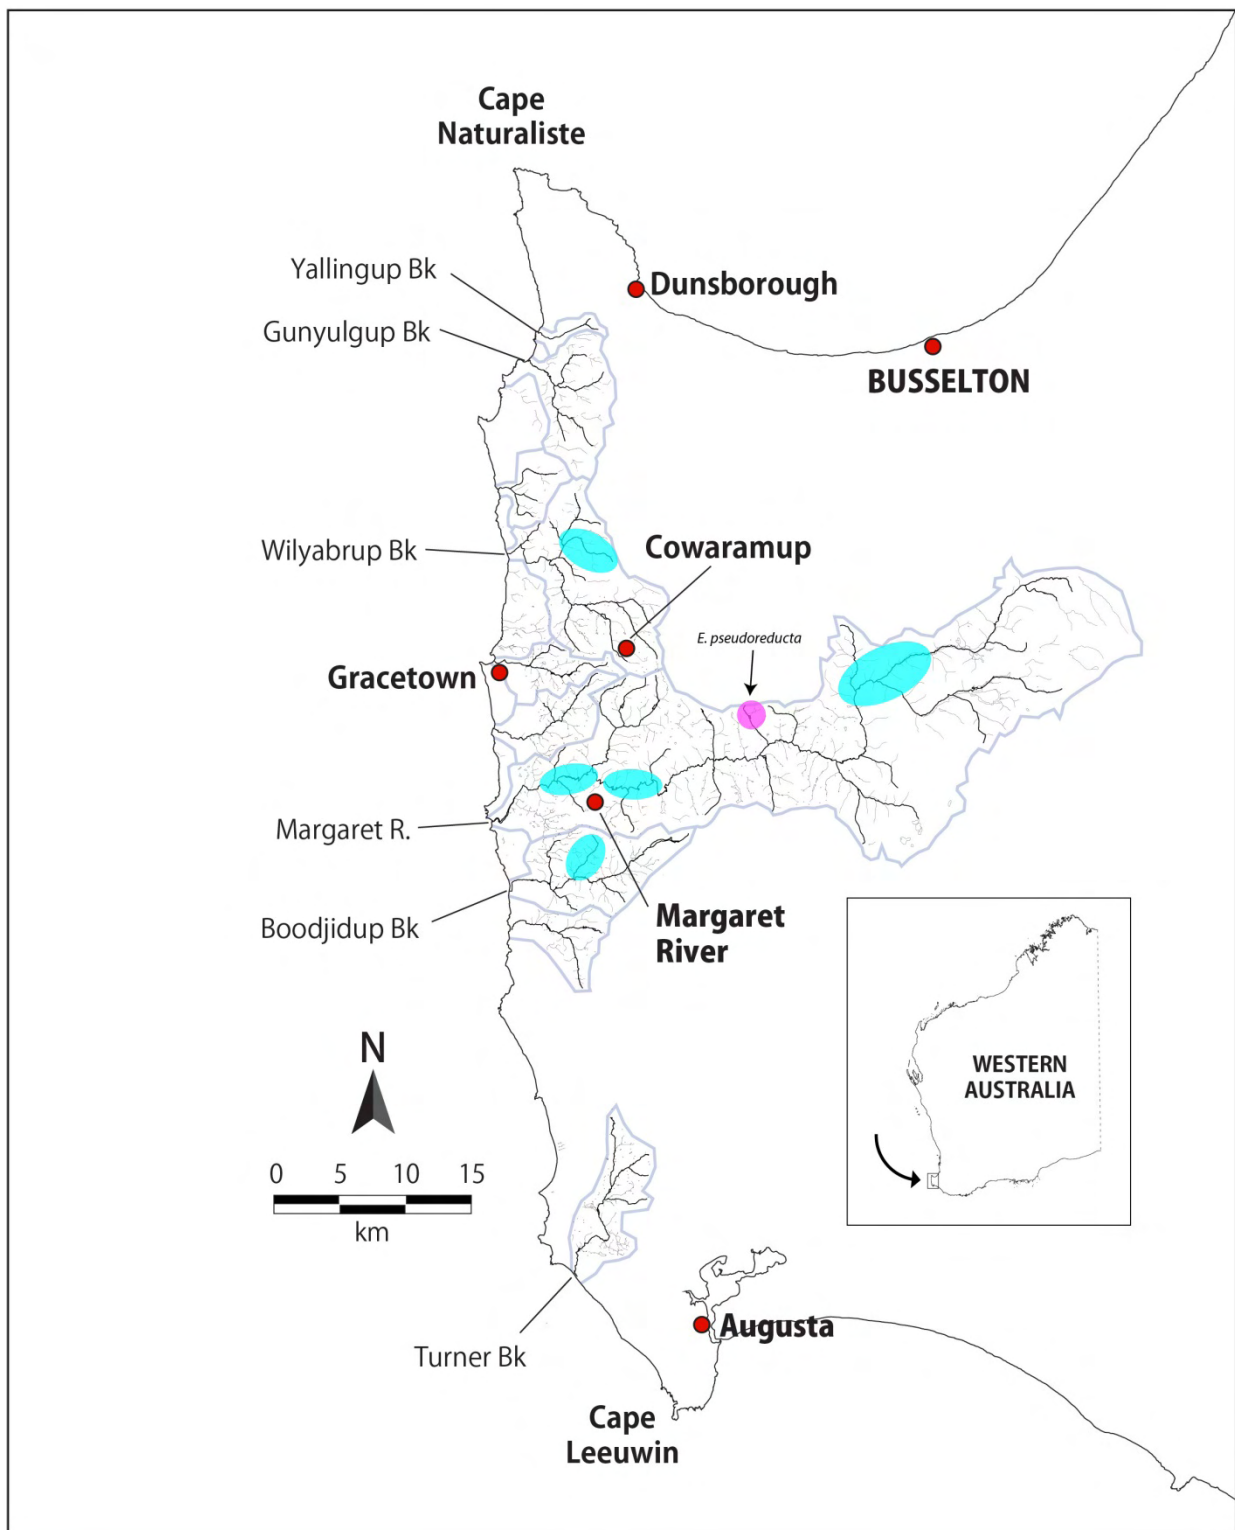 Cape
Naturaliste
Yallingup Bk
Dunsborough
Gunyulgup Bk
BUSSELTON
Wilyabrup Bk
Cowaramup
E. pseudoreducta
Gracetown
Margaret R.
Margaret
River
Boodjidup Bk
N
WESTERN
AUSTRALIA
0 5 10 15
km
Augusta
Turner Bk
Cape
Leeuwin